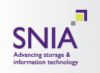 SNIA
Advancing storage &
information technology